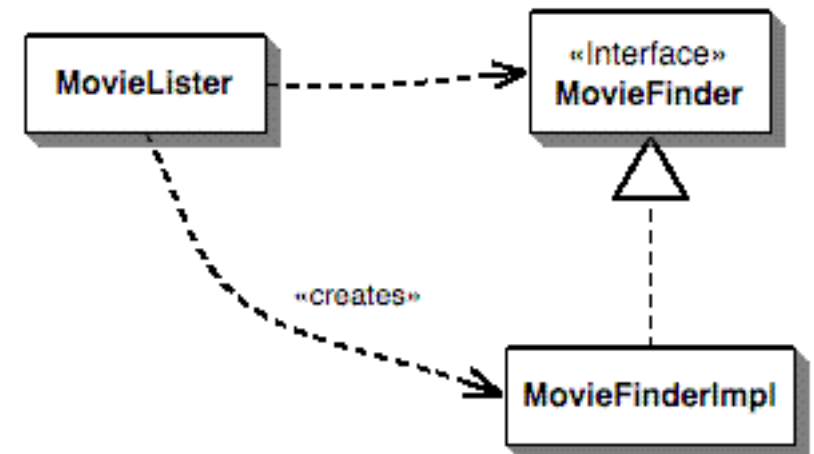 MovieLister
«Interface»
MovieFinder
«creates»
MovieFinderImpl